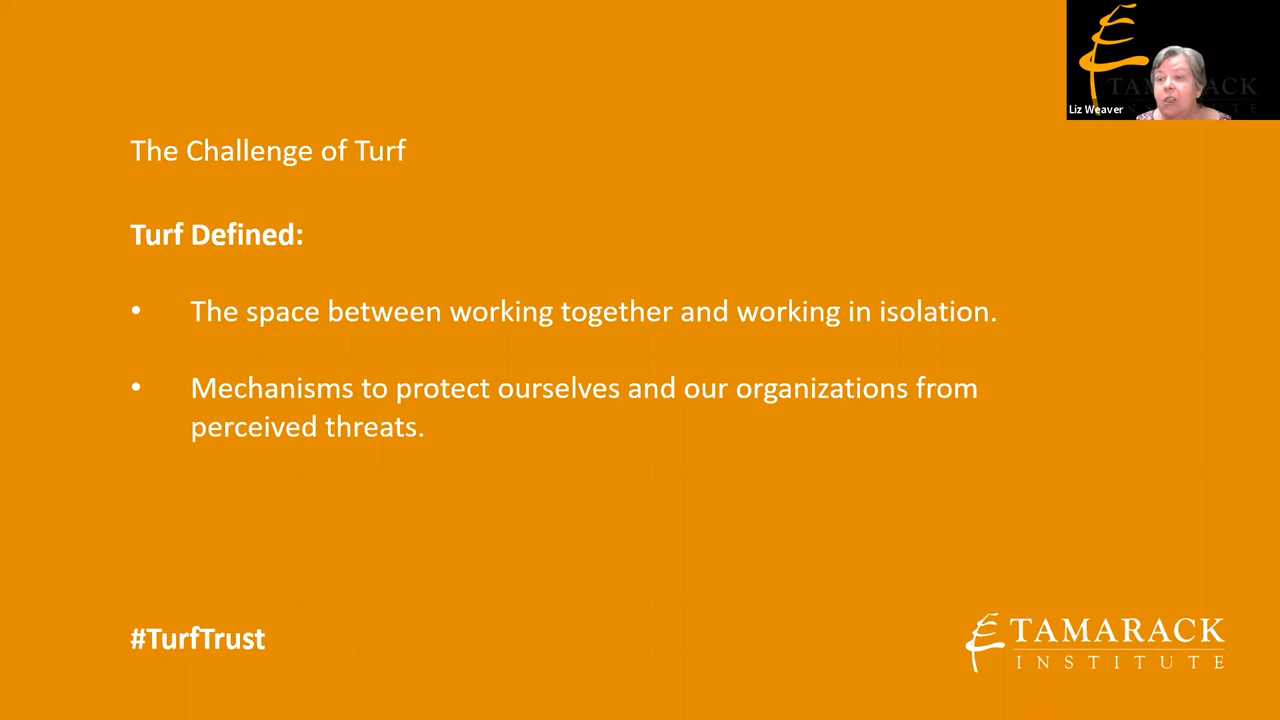 The Challenge of Turf
Turf Defined:
• The space between working together and working in isolation.
• Mechanisms to protect ourselves and our organizations from
perceived threats.
#TurfTrust
TAMARACK
INSTITUTE
Liz Weaver